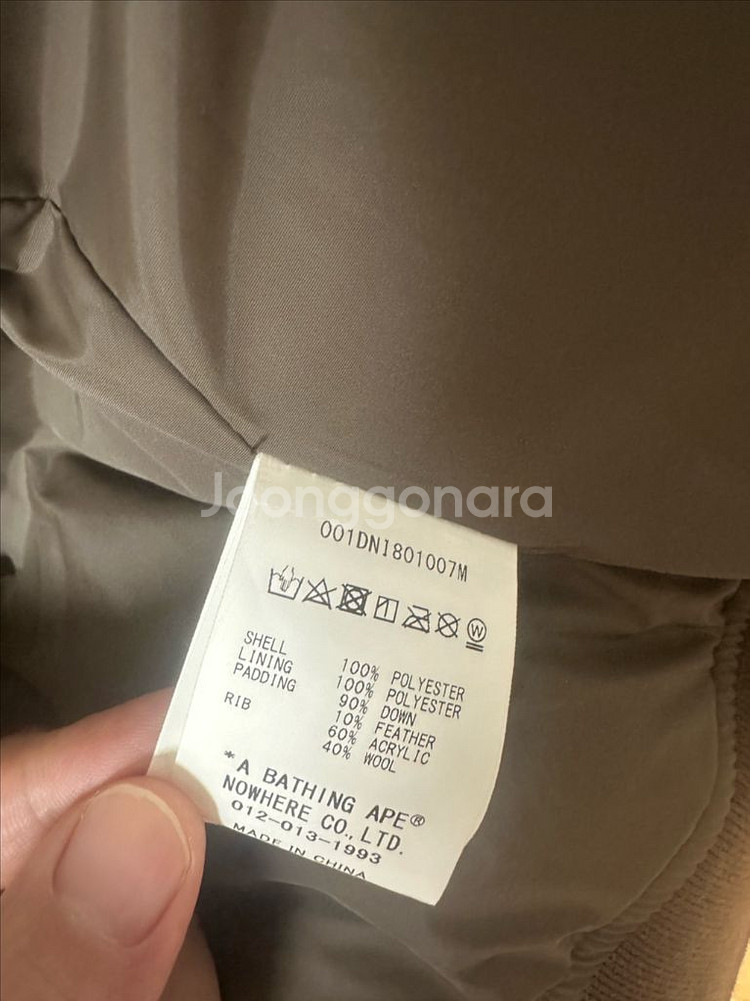 Joonggonara
001DNI801007M
W
SHELL 100% POLYESTER
LINING 100% POLYESTER
PADDING 90% DOWN
10% FEATHER
RIB 60% ACRYLIC
40% WOOL
*A BATHING APE®
NOWHERE CO., LTD.
012-013-1993
MADE IN CHINA